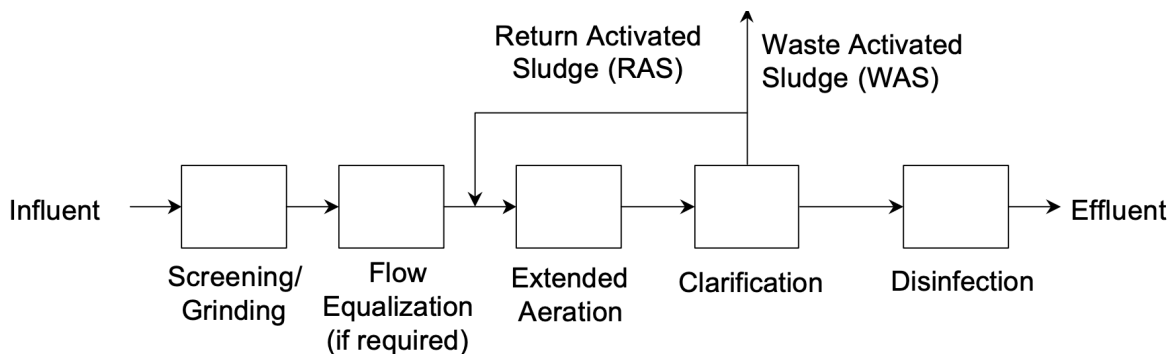 Return Activated
Sludge (RAS)
Waste Activated
Sludge (WAS)
Influent
Effluent
Screening/
Grinding
Flow
Equalization
(if required)
Extended
Aeration
Clarification
Disinfection